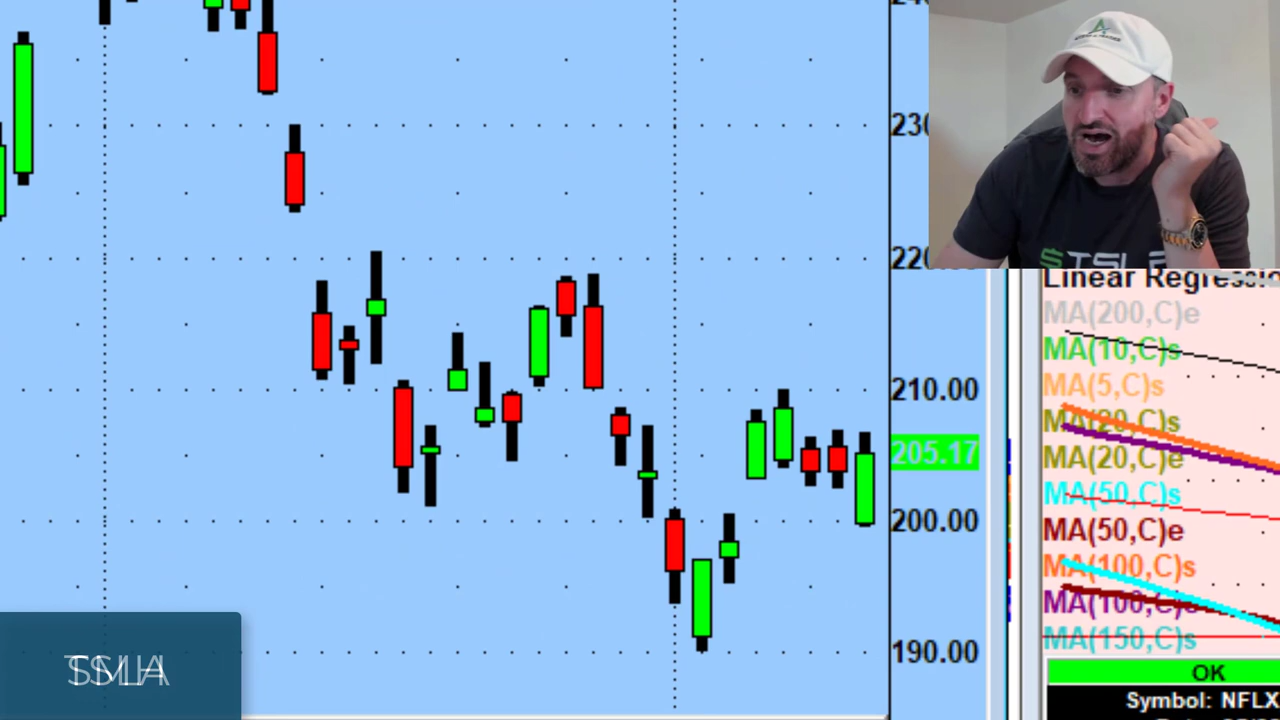 230
$TSL
220
Linear Regressio
MA(200,C)e
MA(10,C)s
210.00
MA(5,C)s
MA(20,C)s
205.17
MA(20,C)e
MA(50,C)s
200.00
MA(50,C)e
MA(100,C)s
MA(100,C)e
190.00
MA(150,C)s
OK
Symbol: NFLX